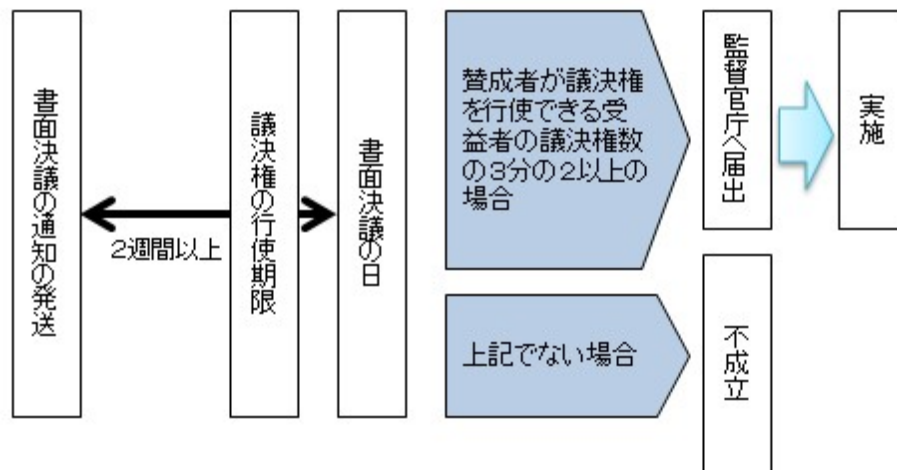 書面決議の通知の発送
2週間以上
議決権の行使期限
書面決議の日
賛成者が議決権
を行使できる受
益者の議決権数
の3分の2以上の
場合
監督官庁へ届出
実施
上記でない場合
不成立